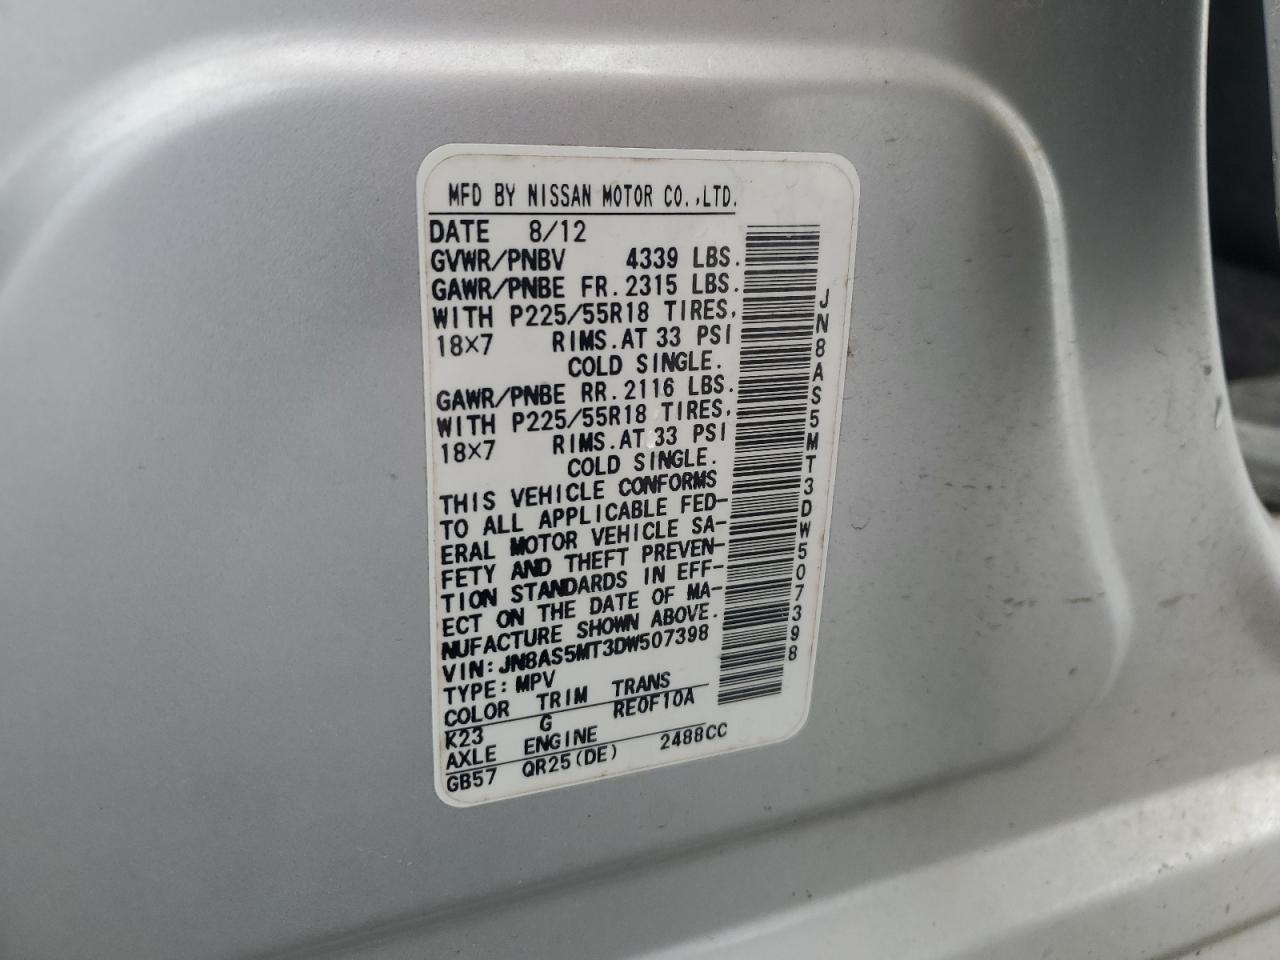 MFD BY NISSAN MOTOR CO.,LTD.
DATE 8/12
GVWR/PNBV 4339 LBS.
GAWR/PNBE FR. 2315 LBS.
WITH P225/55R18 TIRES,
18×7 RIMS. AT 33 PSI
COLD SINGLE.
GAWR/PNBE RR. 2116 LBS.
WITH P225/55R18 TIRES,
18×7 RIMS. AT 33 PSI
COLD SINGLE.
THIS VEHICLE CONFORMS
TO ALL APPLICABLE FED-
ERAL MOTOR VEHICLE SA-
FETY AND THEFT PREVEN-
TION STANDARDS IN EFF-
ECT ON THE DATE OF MA-
NUFACTURE SHOWN ABOVE.
VIN: JN8AS5MT3DW507398
TYPE: MPV
COLOR TRIM TRANS
K23 G RE0F10A
AXLE ENGINE
GB57 QR25(DE) 2488CC
JN8AS5MT3DW507398